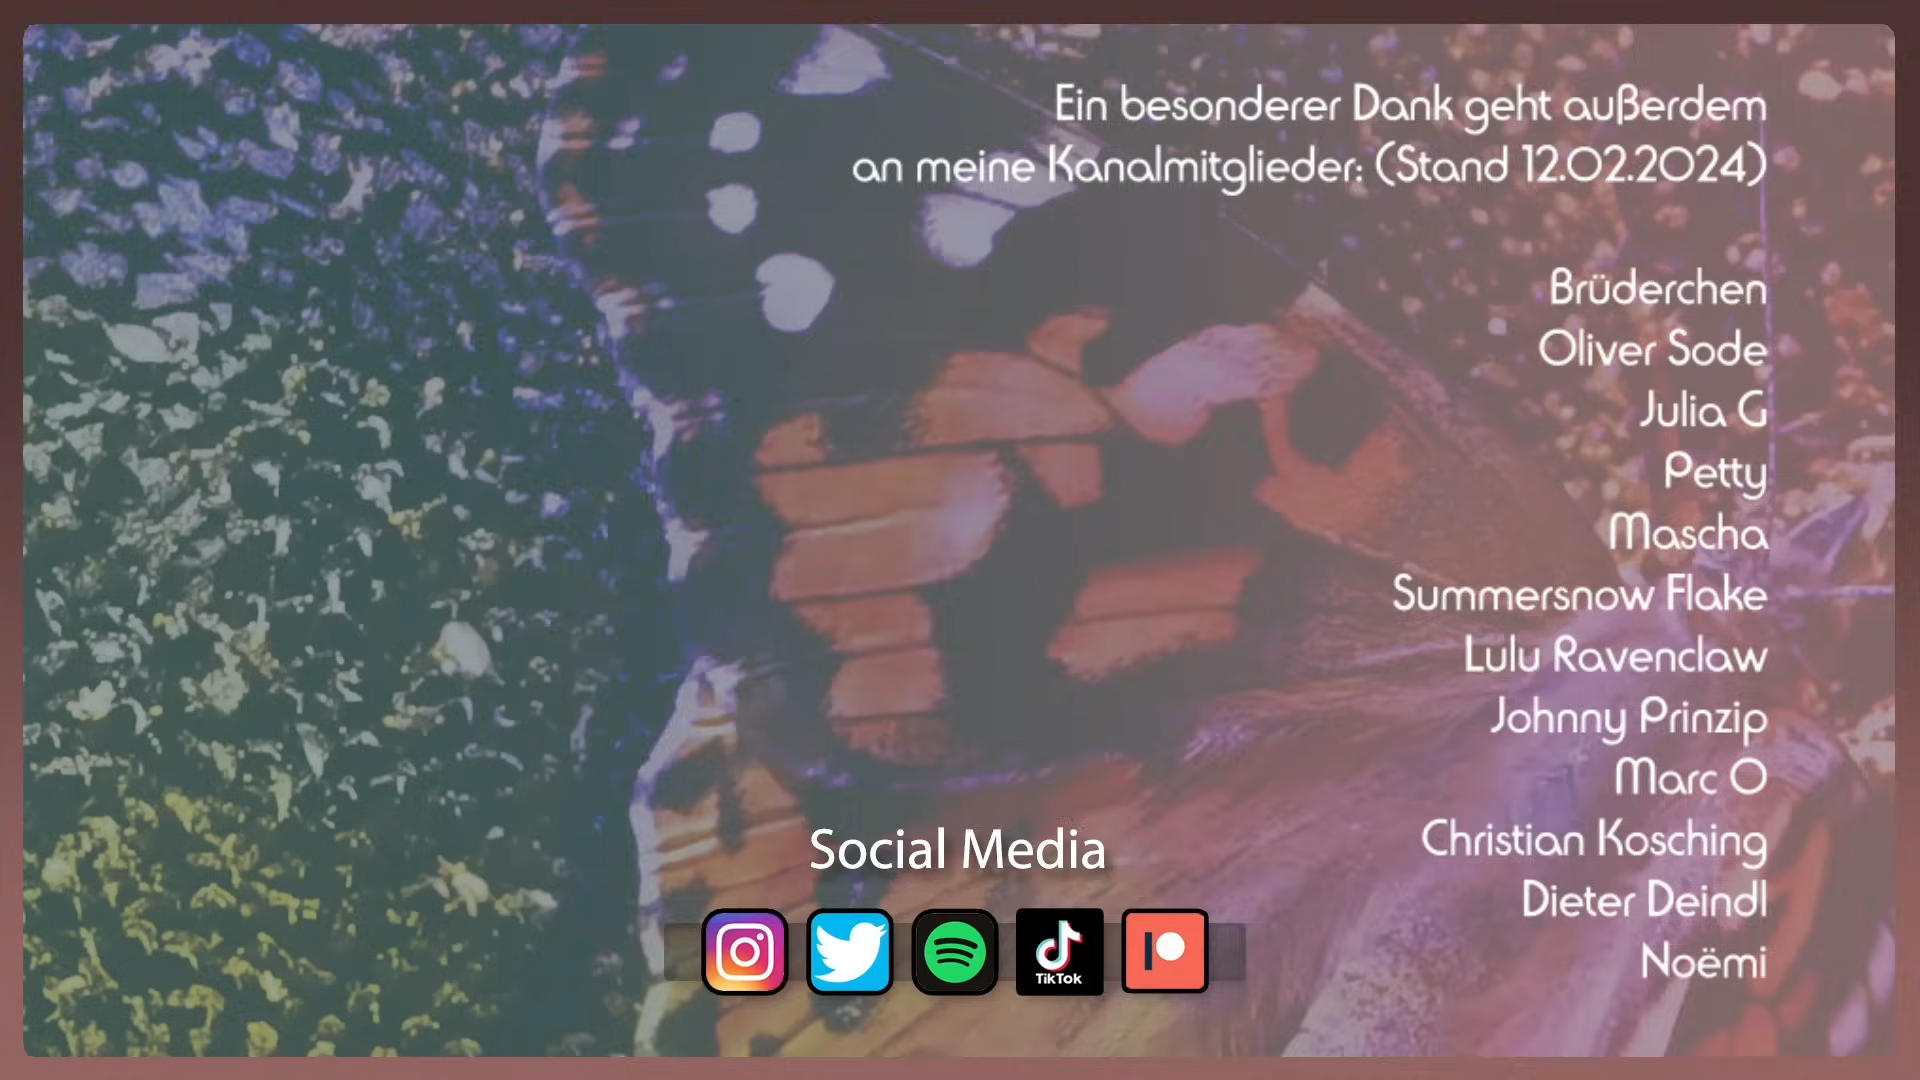 Ein besonderer Dank geht außerdem
an meine Kanalmitglieder: (Stand 12.02.2024)
Brüderchen
Oliver Sode
Julia G
Petty
Mascha
Summersnow Flake
Lulu Ravenclaw
Johnny Prinzip
Marc O
Christian Kosching
Dieter Deindl
Noëmi
Social Media
TikTok